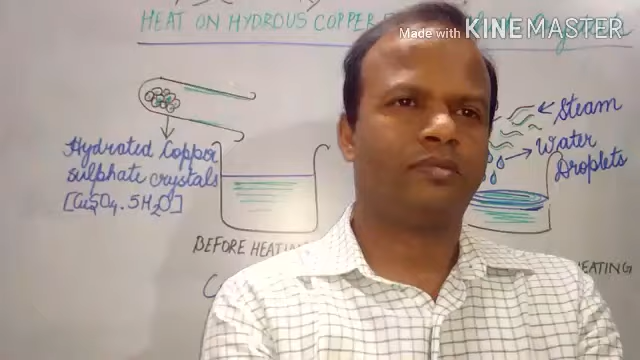 Made with KINEMASTER
HEAT ON HYDROUS COPPER
Steam
Water
Droplets
Hydrated Copper
sulphate crystals
[CuSO4.5H2O]
BEFORE HEATING
HEATING